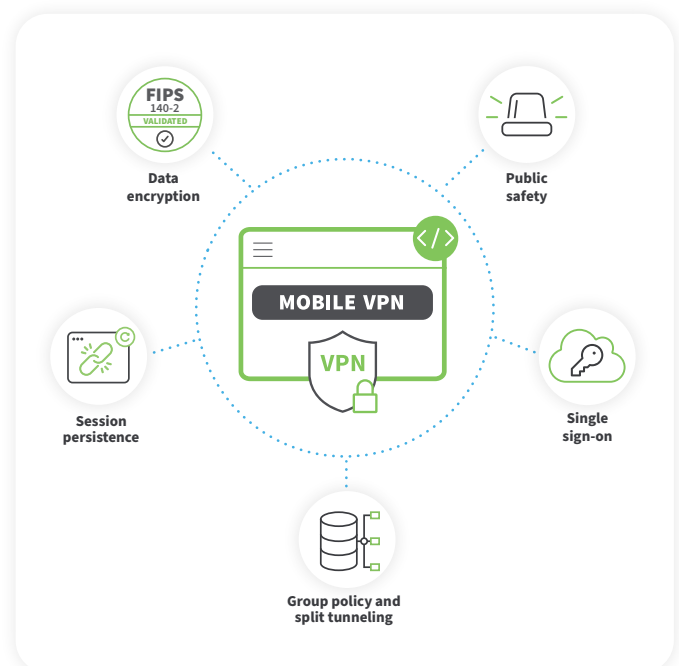 FIPS
140-2
VALIDATED
Data
encryption
Public
safety
</>
MOBILE VPN
VPN
Session
persistence
Single
sign-on
Group policy and
split tunneling